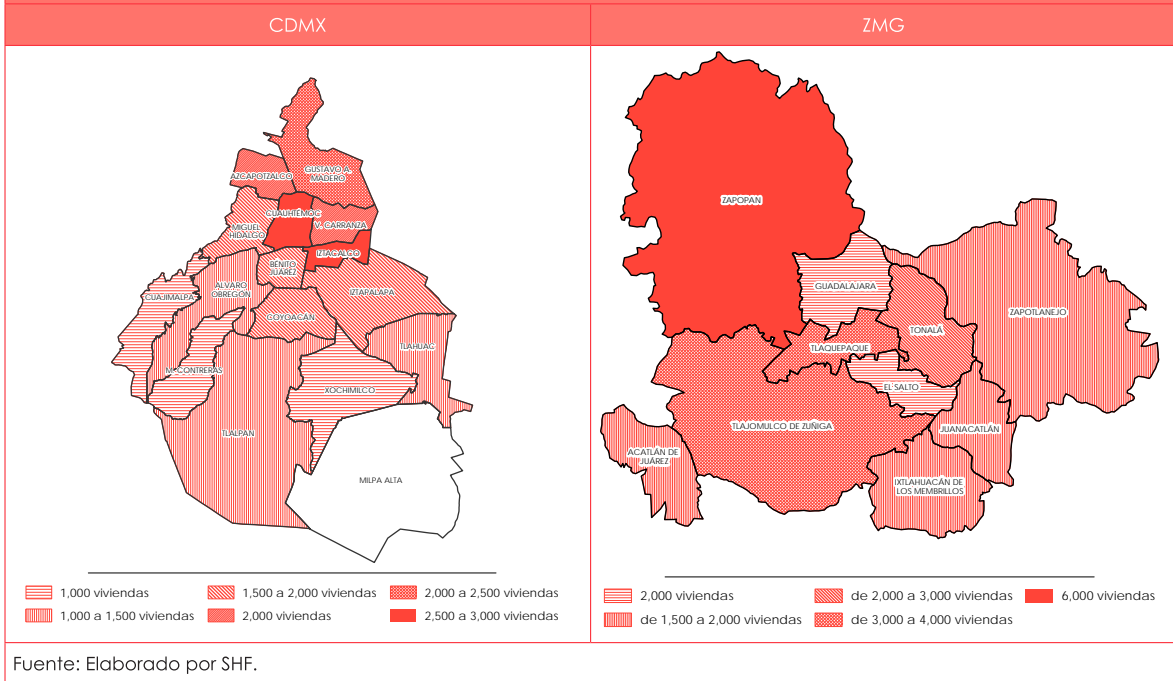 CDMX
ZMG
GUSTAVO A.
MADERO
AZCAPOTZALCO
CUAUHTÉMOC
V. CARRANZA
MIGUEL
HIDALGO
IZTACALCO
BENITO
JUÁREZ
CUAJIMALPA
ALVARO
OBREGÓN
IZTAPALAPA
COYOACÁN
TLAHUAC
M. CONTRERAS
XOCHIMILCO
TLALPAN
MILPA ALTA
1,000 viviendas
1,500 a 2,000 viviendas
2,000 a 2,500 viviendas
1,000 a 1,500 viviendas
2,000 viviendas
2,500 a 3,000 viviendas
ZAPOPAN
GUADALAJARA
ZAPOTLANEJO
TONALÁ
TLAQUEPAQUE
EL SALTO
TLAJOMULCO DE ZUÑIGA
JUANACATLÁN
ACATLÁN DE
JUÁREZ
IXTLAHUACÁN DE
LOS MEMBRILLOS
2,000 viviendas
de 2,000 a 3,000 viviendas
6,000 viviendas
de 1,500 a 2,000 viviendas
de 3,000 a 4,000 viviendas
Fuente: Elaborado por SHF.